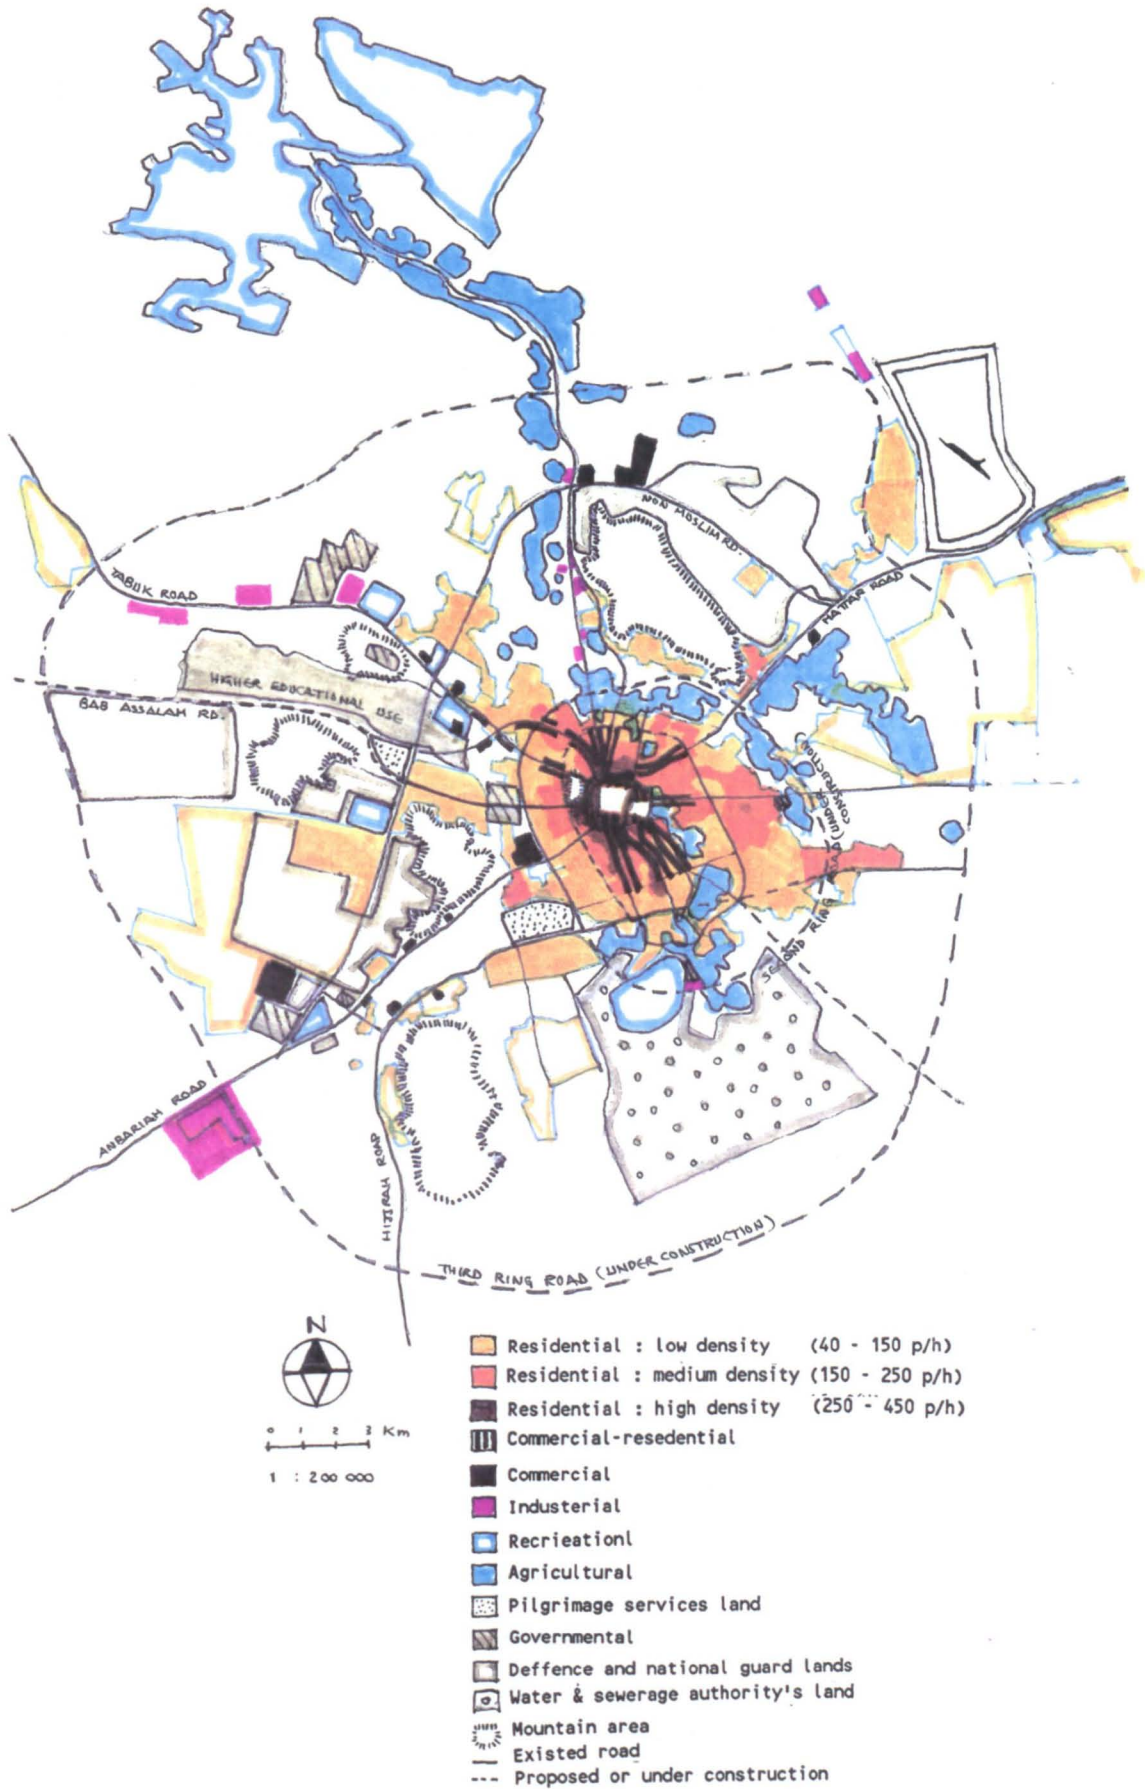 NON MOSLIM RD.
TABUK ROAD
MATAR ROAD
HIGHER EDUCATIONAL USE
BAB ASSALAH RD.
SECOND RING ROAD (UNDER CONSTRUCTION)
ANBARIAH ROAD
HIJRAH ROAD
THIRD RING ROAD (UNDER CONSTRUCTION)
N
0 1 2 3 Km
1 : 200 000
Residential : low density (40 - 150 p/h)
Residential : medium density (150 - 250 p/h)
Residential : high density (250 - 450 p/h)
Commercial-resedential
Commercial
Industerial
Recrieationl
Agricultural
Pilgrimage services land
Governmental
Deffence and national guard lands
Water & sewerage authority's land
Mountain area
Existed road
Proposed or under construction